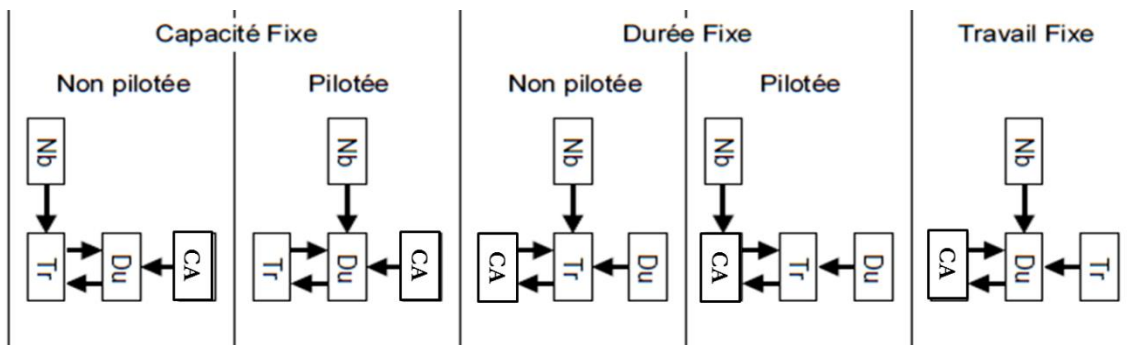 Capacité Fixe Durée Fixe Travail Fixe
Non pilotée Pilotée Non pilotée Pilotée
Nb Nb Nb Nb Nb
Tr Du CA Tr Du CA CA Tr Du CA Tr Du CA Du Tr